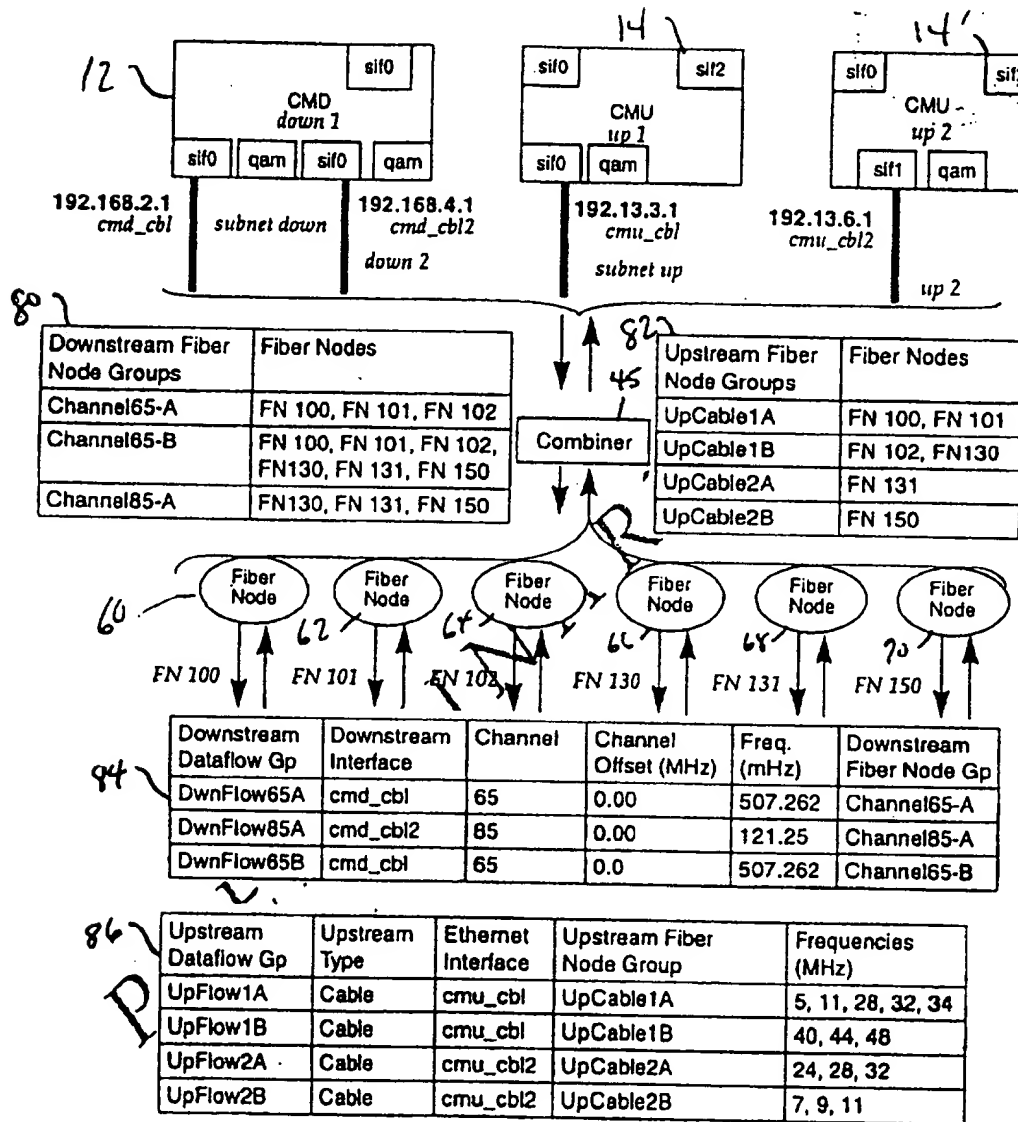 12
14
14'
sif0
CMD
down 1
sif0 qam sif0 qam
sif0 sif2
CMU
up 1
sif0 qam
sif0
CMU
up 2
sif1 qam
192.168.2.1
cmd_cbl
subnet down
192.168.4.1
cmd_cbl2
down 2
192.13.3.1
cmu_cbl
subnet up
192.13.6.1
cmu_cbl2
up 2
80
Downstream Fiber Node Groups Fiber Nodes
Channel65-A FN 100, FN 101, FN 102
Channel65-B FN 100, FN 101, FN 102,
FN130, FN 131, FN 150
Channel85-A FN130, FN 131, FN 150
45
Combiner
82
Upstream Fiber Node Groups Fiber Nodes
UpCable1A FN 100, FN 101
UpCable1B FN 102, FN130
UpCable2A FN 131
UpCable2B FN 150
60
Fiber Node
62
Fiber Node
64
Fiber Node
66
Fiber Node
68
Fiber Node
70
Fiber Node
FN 100 FN 101 FN 102 FN 130 FN 131 FN 150
84
Downstream Dataflow Gp Downstream Interface Channel Channel Offset (MHz) Freq. (mHz) Downstream Fiber Node Gp
DwnFlow65A cmd_cbl 65 0.00 507.262 Channel65-A
DwnFlow85A cmd_cbl2 85 0.00 121.25 Channel85-A
DwnFlow65B cmd_cbl 65 0.0 507.262 Channel65-B
86
Upstream Dataflow Gp Upstream Type Ethernet Interface Upstream Fiber Node Group Frequencies (MHz)
UpFlow1A Cable cmu_cbl UpCable1A 5, 11, 28, 32, 34
UpFlow1B Cable cmu_cbl UpCable1B 40, 44, 48
UpFlow2A Cable cmu_cbl2 UpCable2A 24, 28, 32
UpFlow2B Cable cmu_cbl2 UpCable2B 7, 9, 11